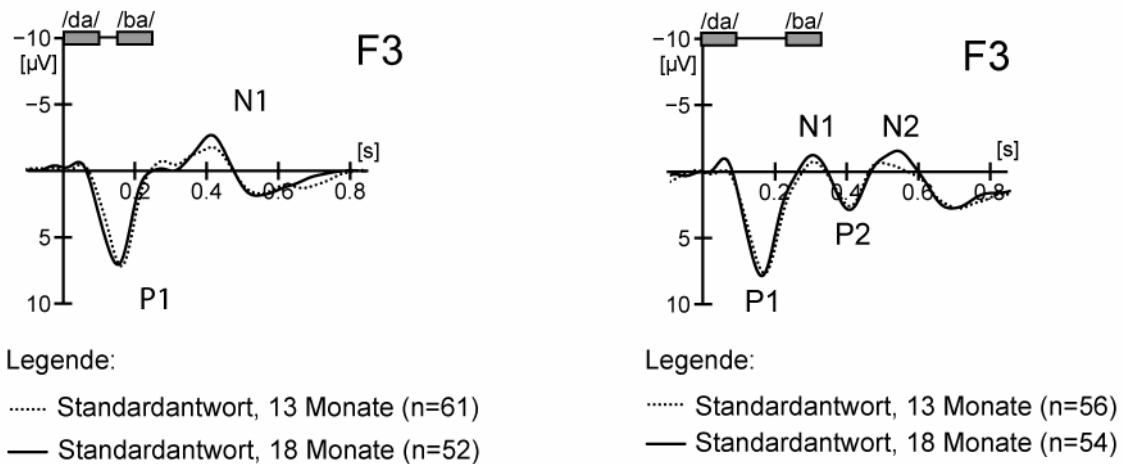 /da/ /ba/
−10
[µV]
F3
−5
N1
[s]
0.2 0.4 0.6 0.8
5
10
P1
Legende:
Standardantwort, 13 Monate (n=61)
Standardantwort, 18 Monate (n=52)
/da/ /ba/
−10
[µV]
F3
−5
N1 N2
[s]
0.2 0.4 0.6 0.8
5
P2
10
P1
Legende:
Standardantwort, 13 Monate (n=56)
Standardantwort, 18 Monate (n=54)